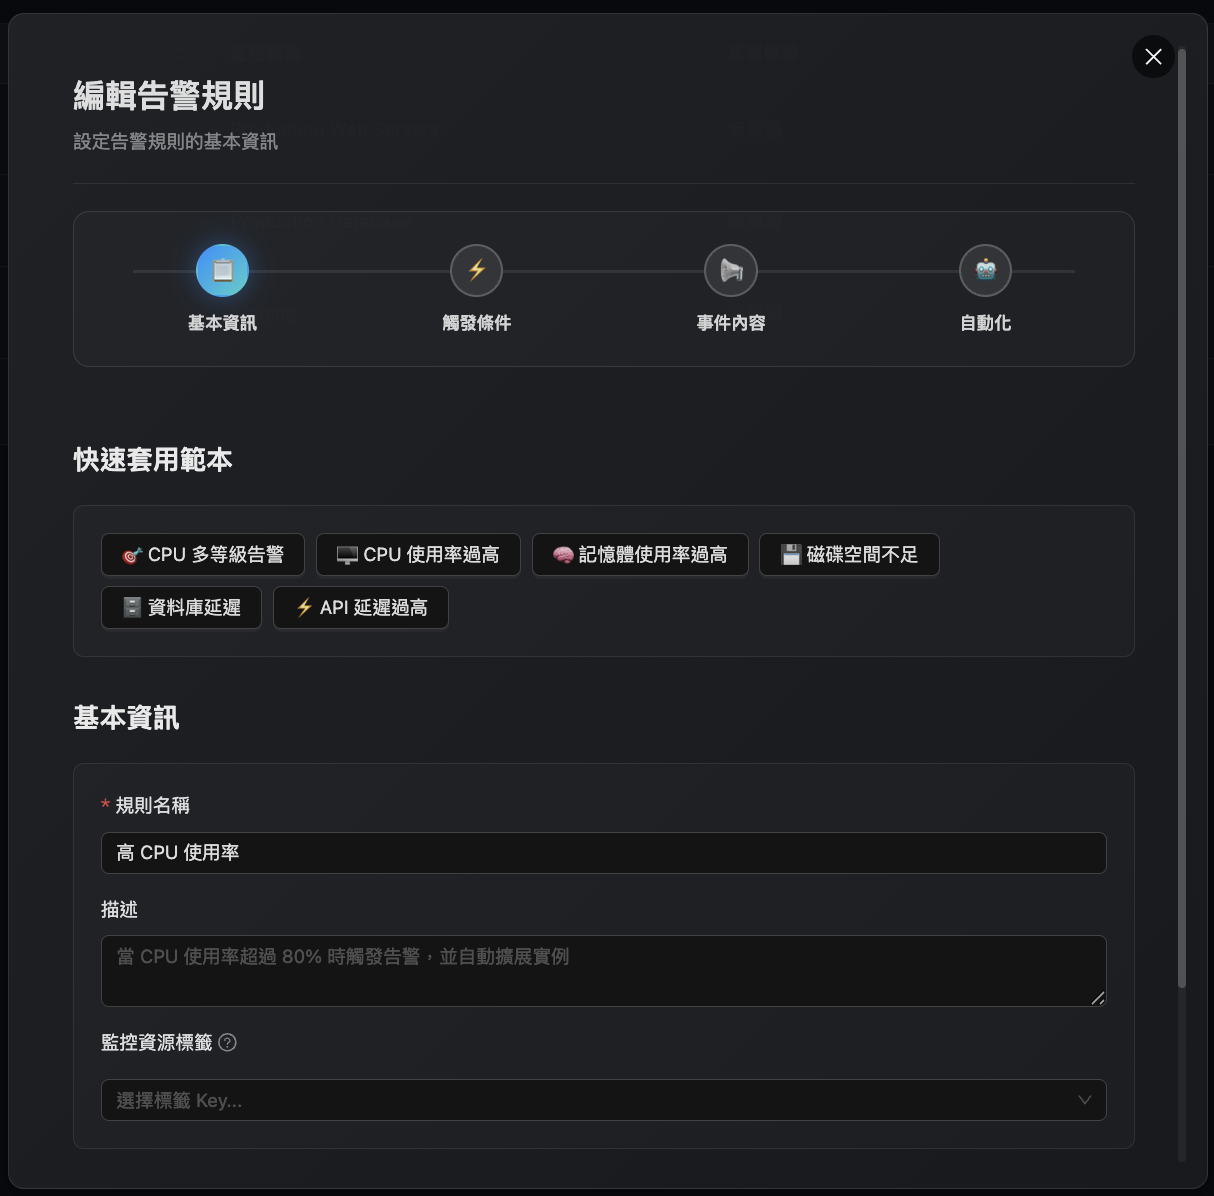 編輯告警規則
設定告警規則的基本資訊
基本資訊
觸發條件
事件內容
自動化
快速套用範本
CPU 多等級告警
CPU 使用率過高
記憶體使用率過高
磁碟空間不足
資料庫延遲
API 延遲過高
基本資訊
* 規則名稱
高 CPU 使用率
描述
當 CPU 使用率超過 80% 時觸發告警，並自動擴展實例
監控資源標籤 ?
選擇標籤 Key...